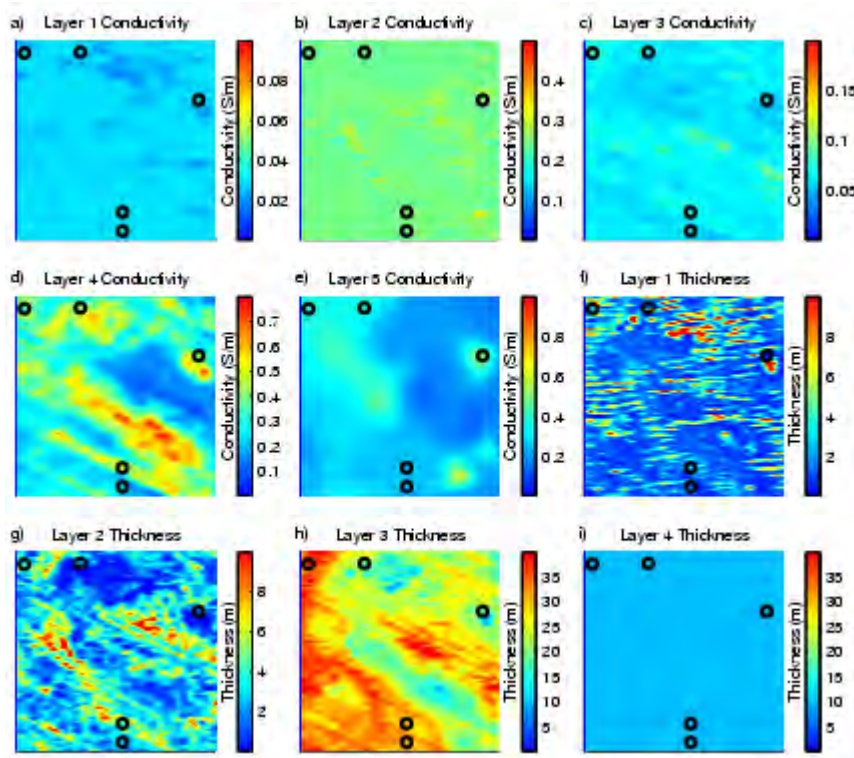 a) Layer 1 Conductivity
0.08
0.06
0.04
0.02
Conductivity (S/m)
b) Layer 2 Conductivity
0.4
0.3
0.2
0.1
Conductivity (S/m)
c) Layer 3 Conductivity
0.15
0.1
0.05
Conductivity (S/m)
d) Layer 4 Conductivity
0.7
0.6
0.5
0.4
0.3
0.2
0.1
Conductivity (S/m)
e) Layer 5 Conductivity
0.8
0.6
0.4
0.2
Conductivity (S/m)
f) Layer 1 Thickness
8
6
4
2
Thickness (m)
g) Layer 2 Thickness
8
6
4
2
Thickness (m)
h) Layer 3 Thickness
35
30
25
20
15
10
5
Thickness (m)
i) Layer 4 Thickness
35
30
25
20
15
10
5
Thickness (m)